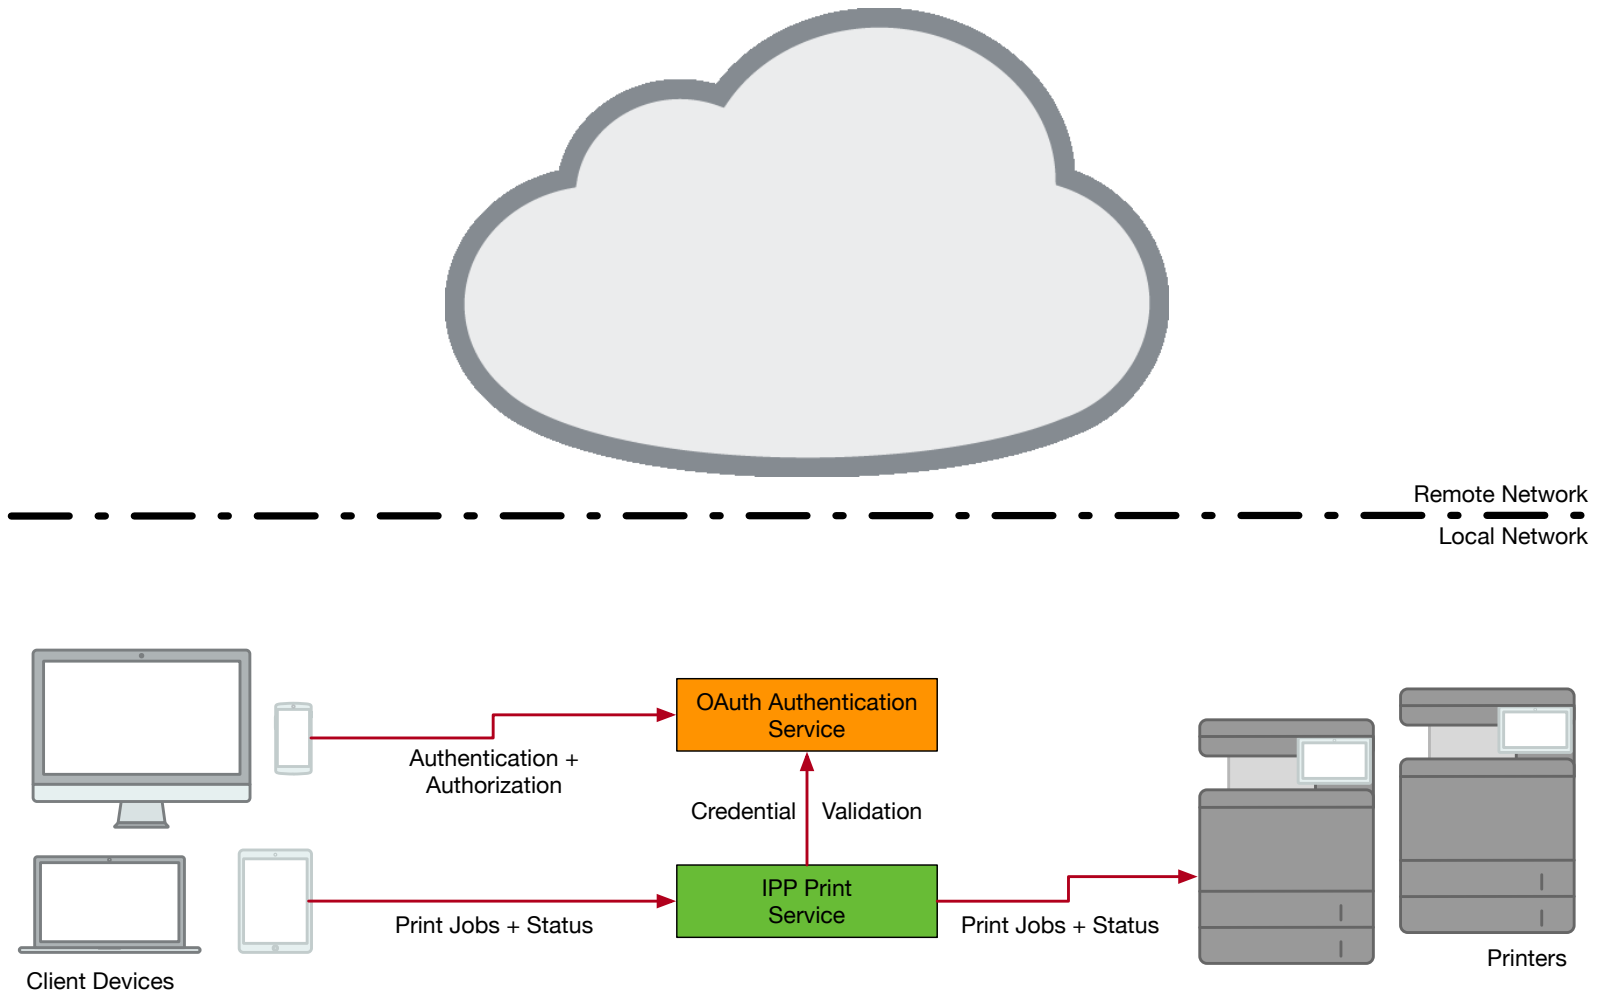 Remote Network
Local Network
OAuth Authentication
Service
Authentication +
Authorization
Credential Validation
IPP Print
Service
Print Jobs + Status
Print Jobs + Status
Printers
Client Devices